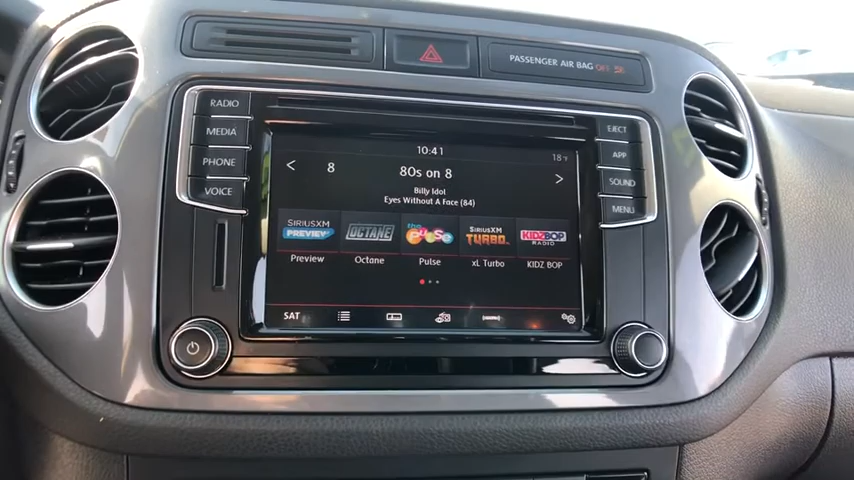 PASSENGER AIR BAG OFF
RADIO
MEDIA
PHONE
VOICE
EJECT
APP
SOUND
MENU
10:41
18°F
<
8
80s on 8
>
Billy Idol
Eyes Without A Face (84)
SIRIUSXM
PREVIEW
OCTANE
the
pulse
SIRIUSXM
TURBO
KIDZ BOP
RADIO
Preview
Octane
Pulse
xL Turbo
KIDZ BOP
SAT